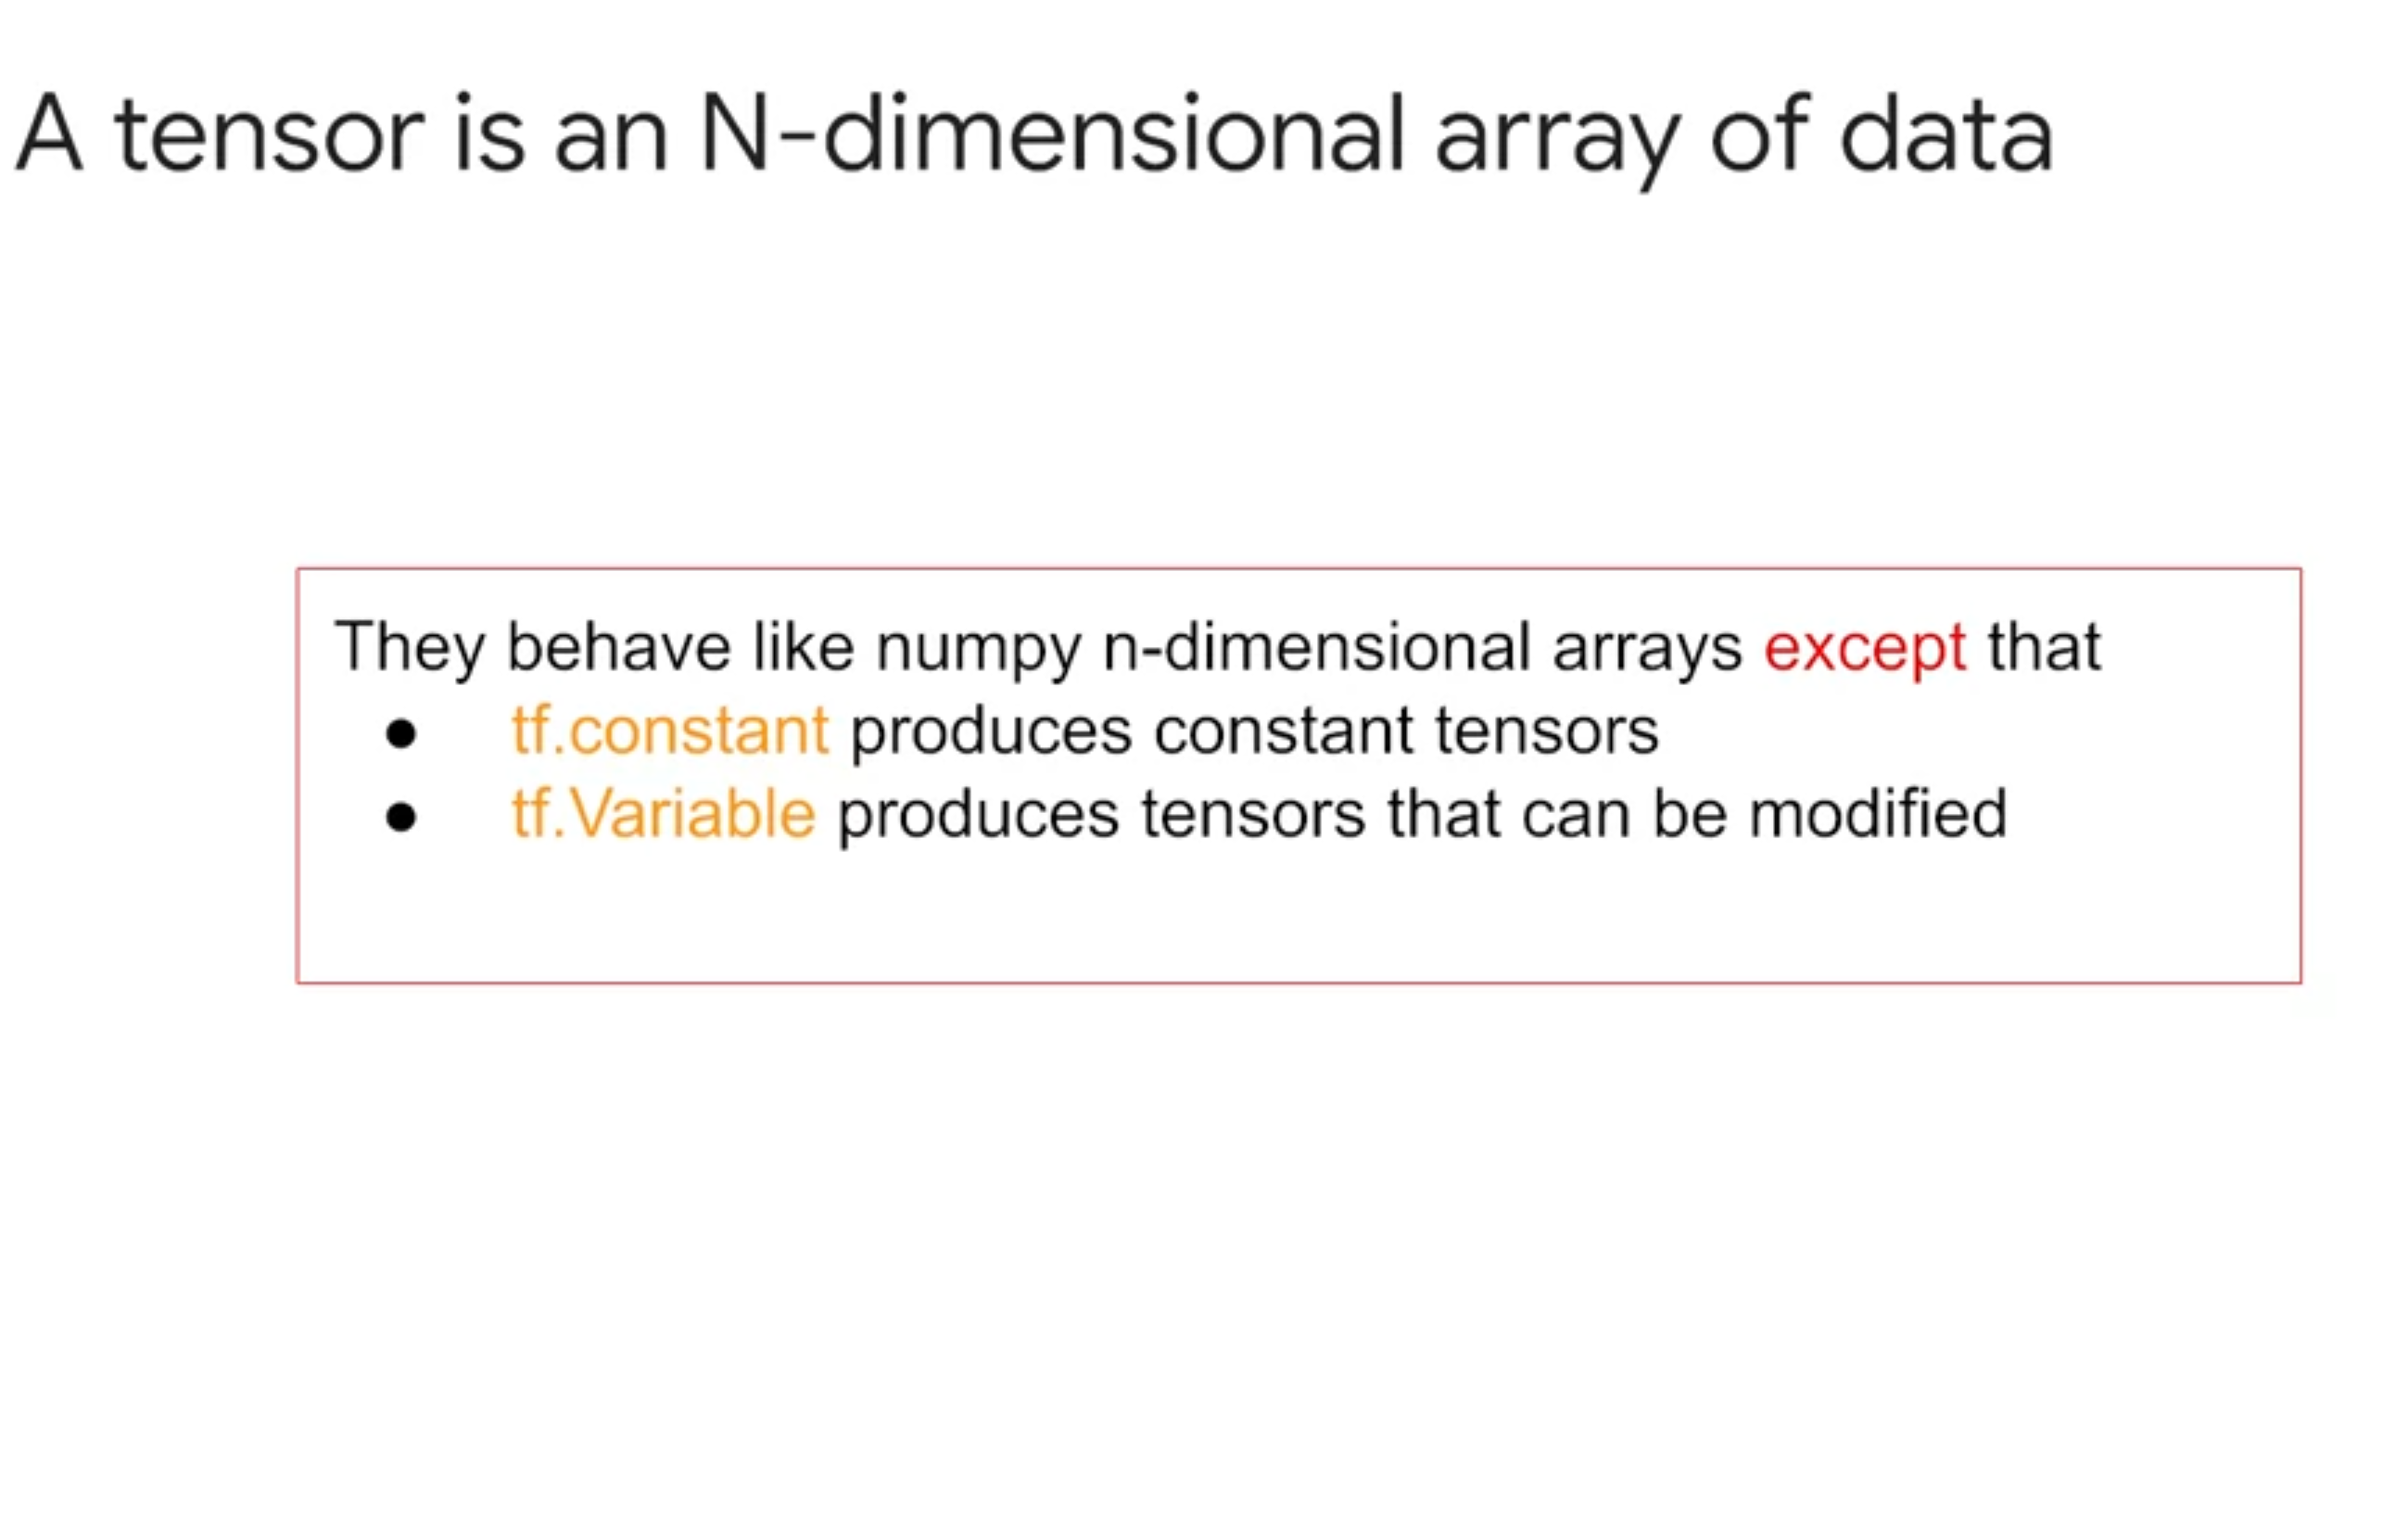 A tensor is an N-dimensional array of data
They behave like numpy n-dimensional arrays except that
● tf.constant produces constant tensors
● tf.Variable produces tensors that can be modified